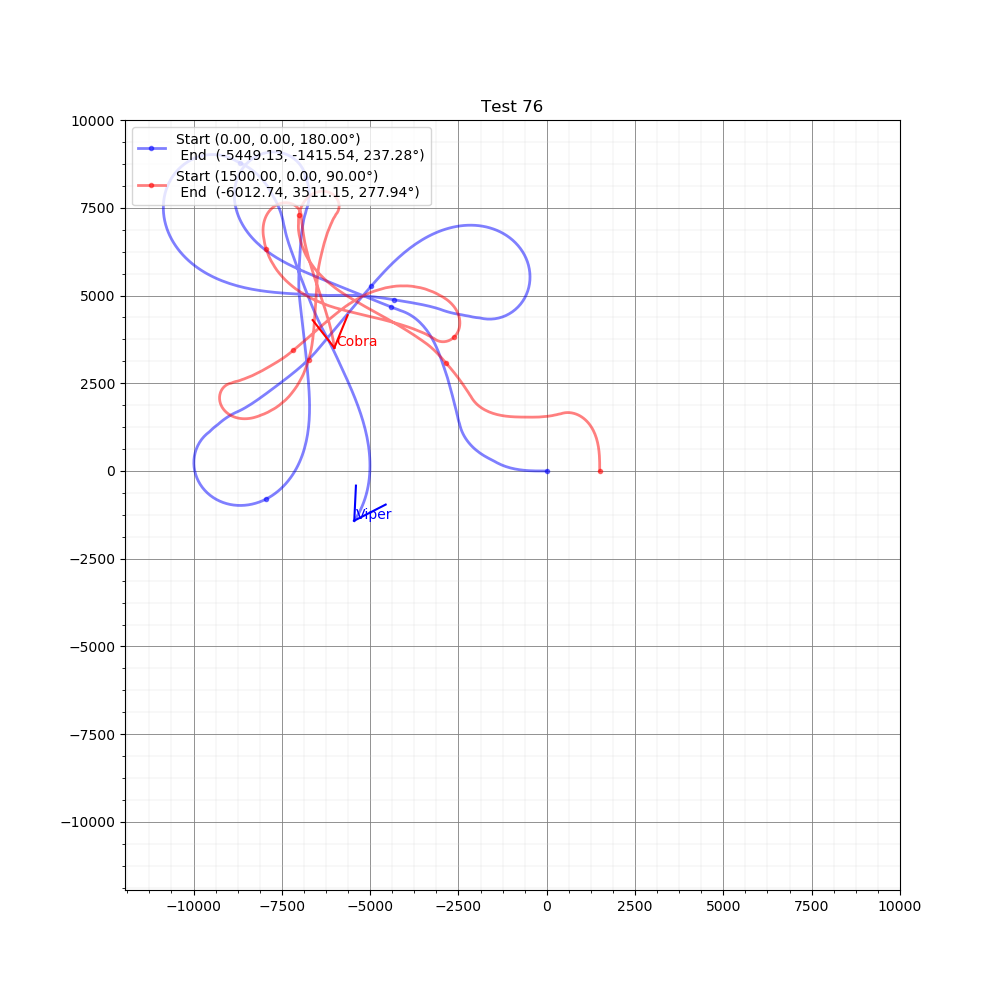 Test 76
Start (0.00, 0.00, 180.00°)
End (-5449.13, -1415.54, 237.28°)
Start (1500.00, 0.00, 90.00°)
End (-6012.74, 3511.15, 277.94°)
10000
7500
5000
2500
0
−2500
−5000
−7500
−10000
Cobra
Viper
−10000 −7500 −5000 −2500 0 2500 5000 7500 10000